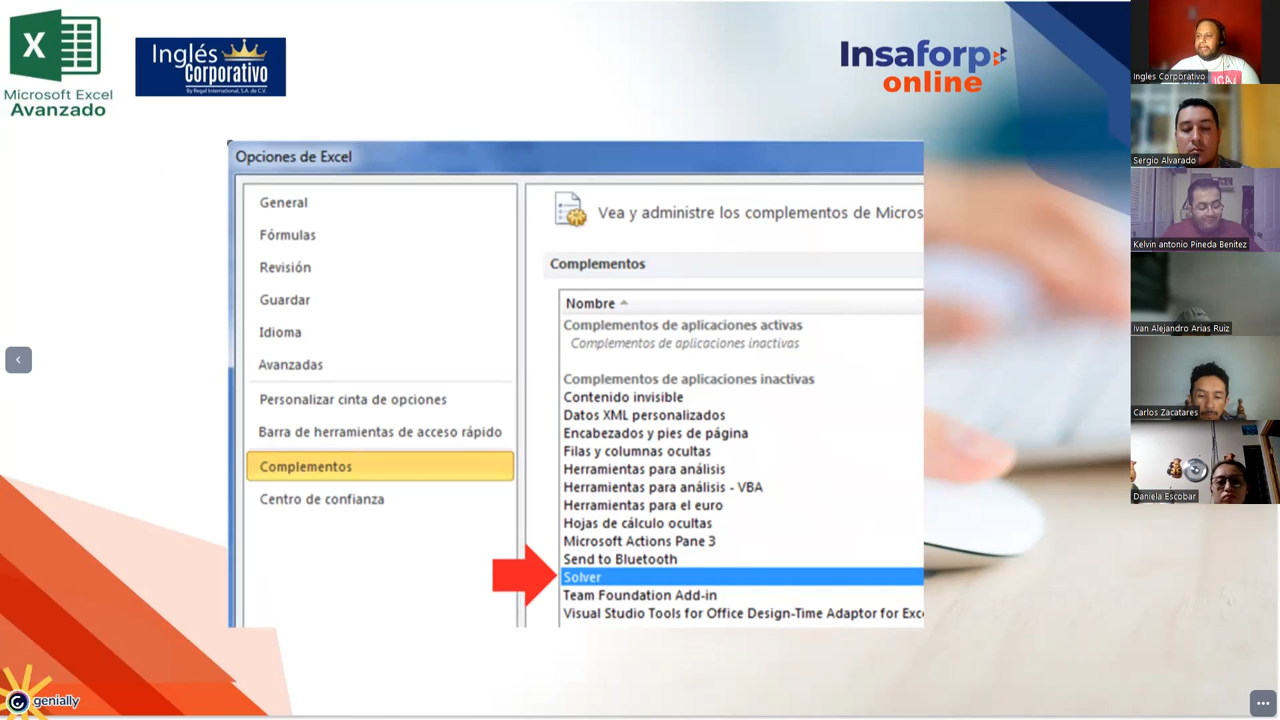 X
Microsoft Excel
Avanzado
Inglés
Corporativo
By Regal International, S.A. de C.V.
Insaforp
online
Opciones de Excel
General
Fórmulas
Revisión
Guardar
Idioma
Avanzadas
Personalizar cinta de opciones
Barra de herramientas de acceso rápido
Complementos
Centro de confianza
Vea y administre los complementos de Micros
Complementos
Nombre
Complementos de aplicaciones activas
Complementos de aplicaciones inactivas
Complementos de aplicaciones inactivas
Contenido invisible
Datos XML personalizados
Encabezados y pies de página
Filas y columnas ocultas
Herramientas para análisis
Herramientas para análisis - VBA
Herramientas para el euro
Hojas de cálculo ocultas
Microsoft Actions Pane 3
Send to Bluetooth
Solver
Team Foundation Add-in
Visual Studio Tools for Office Design-Time Adaptor for Exce
genially
Ingles Corporativo
Sergio Alvarado
Kelvin antonio Pineda Benitez
Ivan Alejandro Arias Ruiz
Carlos Zacatares
Daniela Escobar